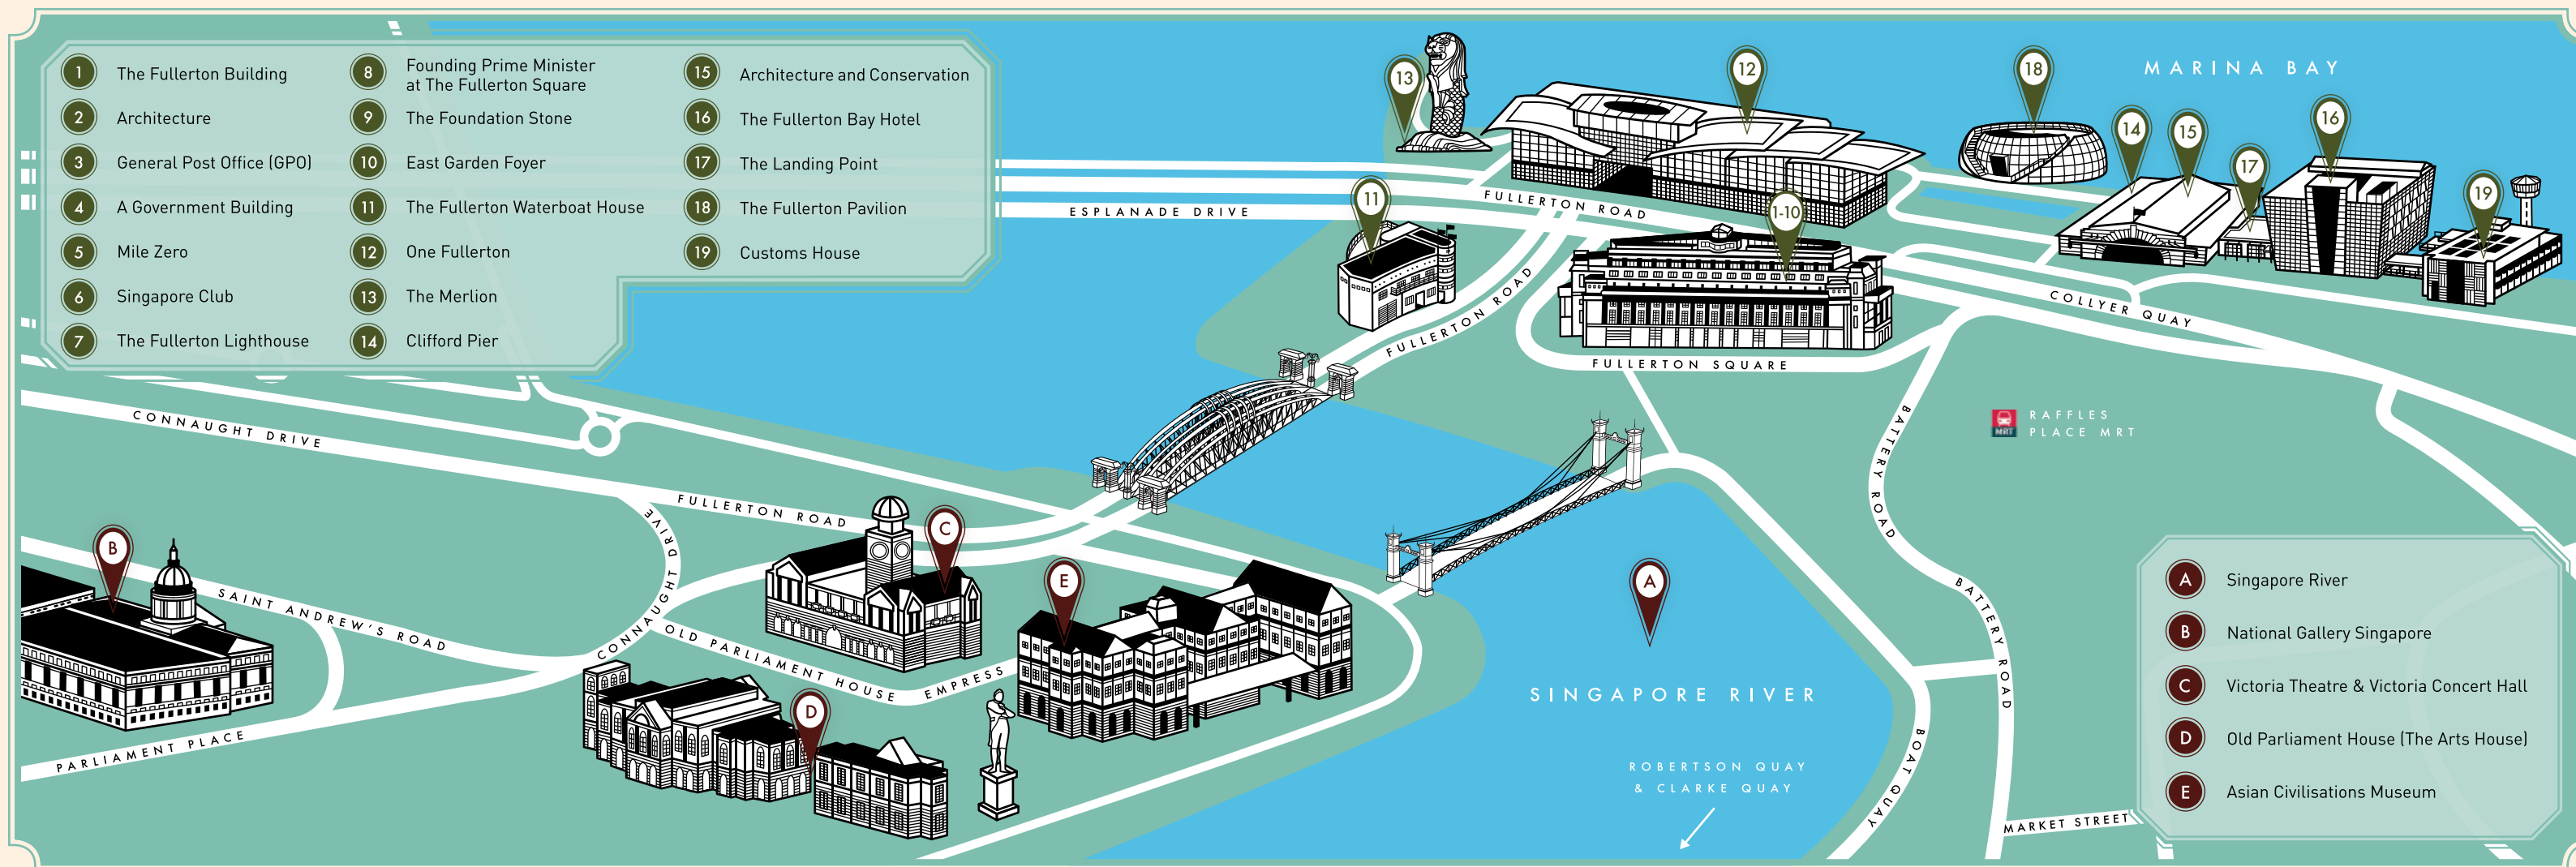 1 The Fullerton Building
2 Architecture
3 General Post Office (GPO)
4 A Government Building
5 Mile Zero
6 Singapore Club
7 The Fullerton Lighthouse
8 Founding Prime Minister
at The Fullerton Square
9 The Foundation Stone
10 East Garden Foyer
11 The Fullerton Waterboat House
12 One Fullerton
13 The Merlion
14 Clifford Pier
15 Architecture and Conservation
16 The Fullerton Bay Hotel
17 The Landing Point
18 The Fullerton Pavilion
19 Customs House
13
12
18
MARINA BAY
14
15
17
16
19
11
1-10
ESPLANADE DRIVE
FULLERTON ROAD
FULLERTON ROAD
FULLERTON SQUARE
COLLYER QUAY
BATTERY ROAD
MRT
RAFFLES
PLACE MRT
CONNAUGHT DRIVE
FULLERTON ROAD
CONNAUGHT DRIVE
B
C
E
A
D
SAINT ANDREW'S ROAD
OLD PARLIAMENT HOUSE
EMPRESS
PARLIAMENT PLACE
SINGAPORE RIVER
ROBERTSON QUAY
& CLARKE QUAY
BATTERY ROAD
BOAT QUAY
MARKET STREET
A Singapore River
B National Gallery Singapore
C Victoria Theatre & Victoria Concert Hall
D Old Parliament House (The Arts House)
E Asian Civilisations Museum